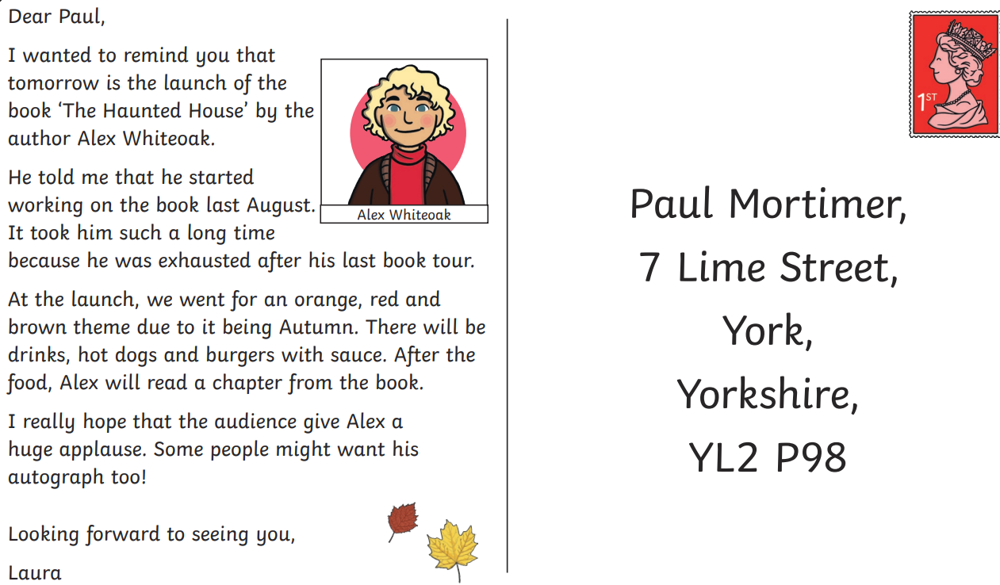 Dear Paul,
I wanted to remind you that
tomorrow is the launch of the
book ‘The Haunted House’ by the
author Alex Whiteoak.
He told me that he started
working on the book last August.
It took him such a long time
because he was exhausted after his last book tour.
Alex Whiteoak
At the launch, we went for an orange, red and
brown theme due to it being Autumn. There will be
drinks, hot dogs and burgers with sauce. After the
food, Alex will read a chapter from the book.
I really hope that the audience give Alex a
huge applause. Some people might want his
autograph too!
Looking forward to seeing you,
Laura
1ST
Paul Mortimer,
7 Lime Street,
York,
Yorkshire,
YL2 P98